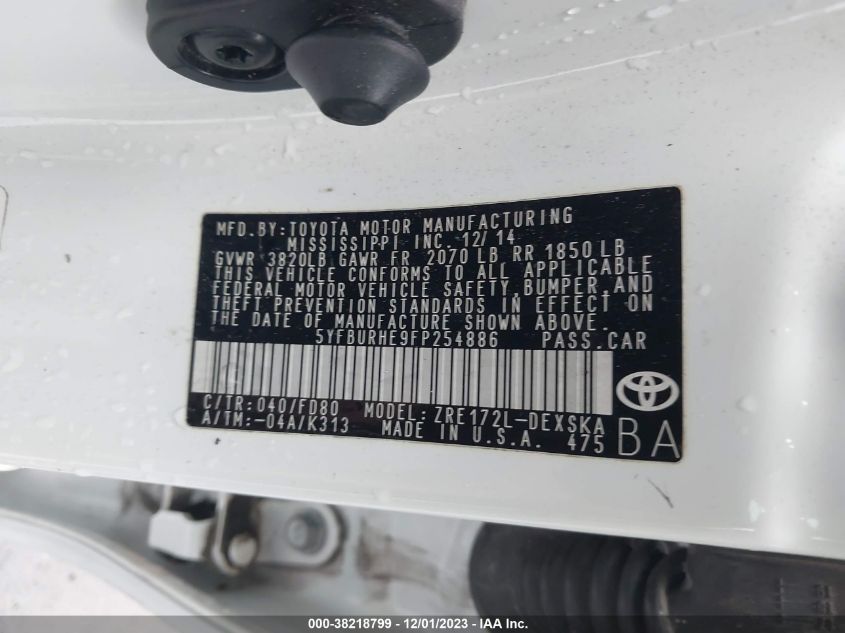 MFD.BY:TOYOTA MOTOR MANUFACTURING
MISSISSIPPI INC. 12/14
GVWR 3820LB GAWR FR 2070 LB RR 1850 LB
THIS VEHICLE CONFORMS TO ALL APPLICABLE
FEDERAL MOTOR VEHICLE SAFETY, BUMPER, AND
THEFT PREVENTION STANDARDS IN EFFECT ON
THE DATE OF MANUFACTURE SHOWN ABOVE.
5YFBURHE9FP254886 PASS.CAR
C/TR:040/FD80 MODEL:ZRE172L-DEXSKA
A/TM:-04A/K313 MADE IN U.S.A. 475
BA
000-38218799 - 12/01/2023 - IAA Inc.